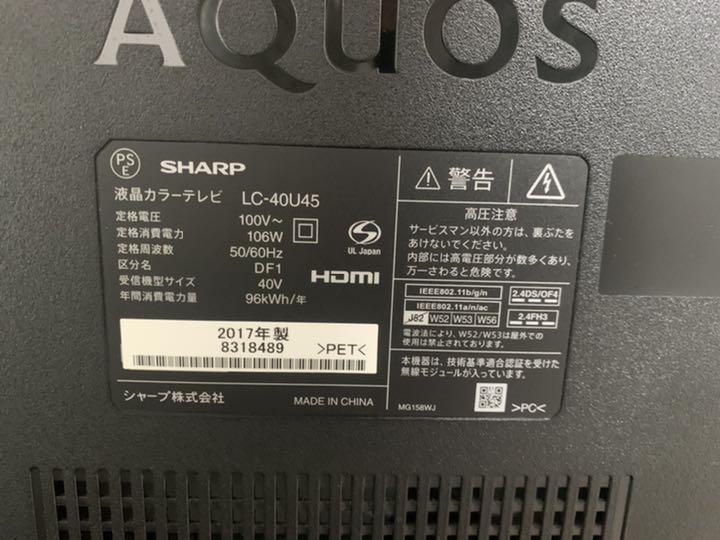 AQUOS
PS
E
SHARP
液晶カラーテレビ LC-40U45
定格電圧 100V～
定格消費電力 106W
定格周波数 50/60Hz
区分名 DF1
受信機型サイズ 40V
年間消費電力量 96kWh/年
S
UL Japan
HDMI
2017年製
8318489 >PET<
シャープ株式会社 MADE IN CHINA
警告
高圧注意
サービスマン以外の方は、裏ぶたを
あけないでください。
内部には高電圧部分が数多くあり、
万一さわると危険です。
IEEE802.11b/g/n
2.4DS/OF4
IEEE802.11a/n/ac
J52 W52 W53 W56
2.4FH3
電波法により、W52/W53は屋外での
使用は禁止されております。
本機器は、技術基準適合認証を受けた
無線モジュールが入っています。
MG158WJ
>PC<